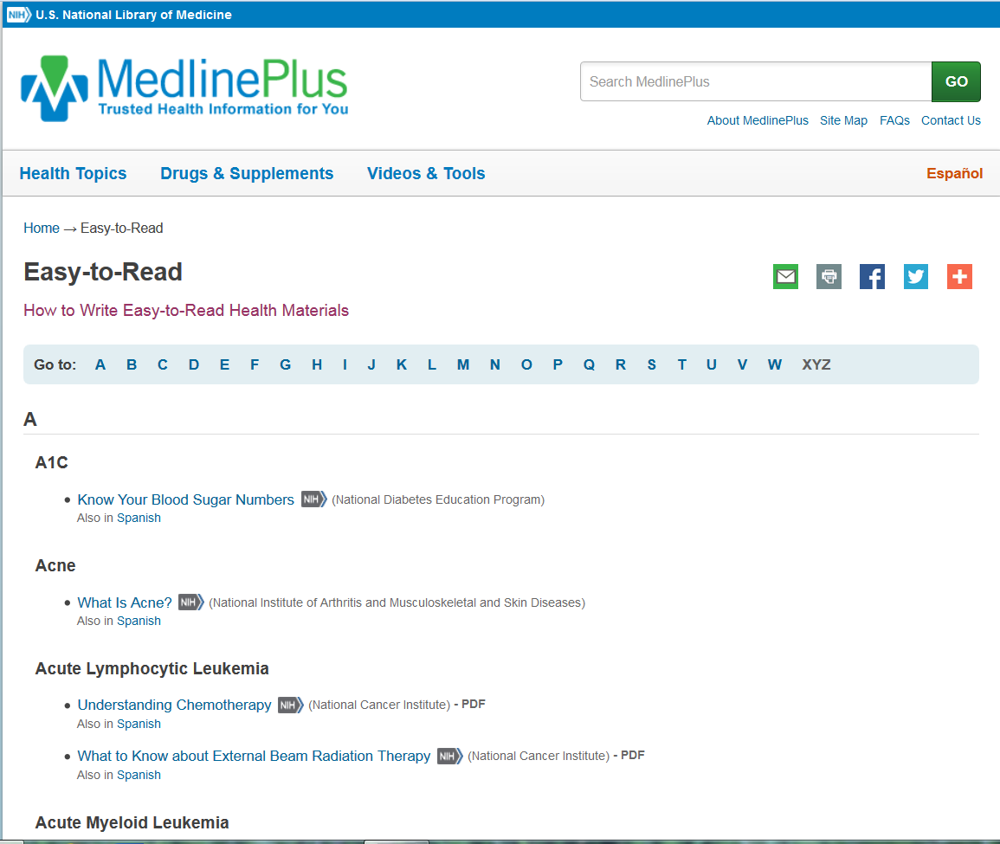 NIH U.S. National Library of Medicine
MedlinePlus
Trusted Health Information for You
Search MedlinePlus GO
About MedlinePlus Site Map FAQs Contact Us
Health Topics Drugs & Supplements Videos & Tools Español
Home → Easy-to-Read
Easy-to-Read
How to Write Easy-to-Read Health Materials
Go to: A B C D E F G H I J K L M N O P Q R S T U V W XYZ
A
A1C
• Know Your Blood Sugar Numbers NIH (National Diabetes Education Program)
Also in Spanish
Acne
• What Is Acne? NIH (National Institute of Arthritis and Musculoskeletal and Skin Diseases)
Also in Spanish
Acute Lymphocytic Leukemia
• Understanding Chemotherapy NIH (National Cancer Institute) - PDF
Also in Spanish
• What to Know about External Beam Radiation Therapy NIH (National Cancer Institute) - PDF
Also in Spanish
Acute Myeloid Leukemia